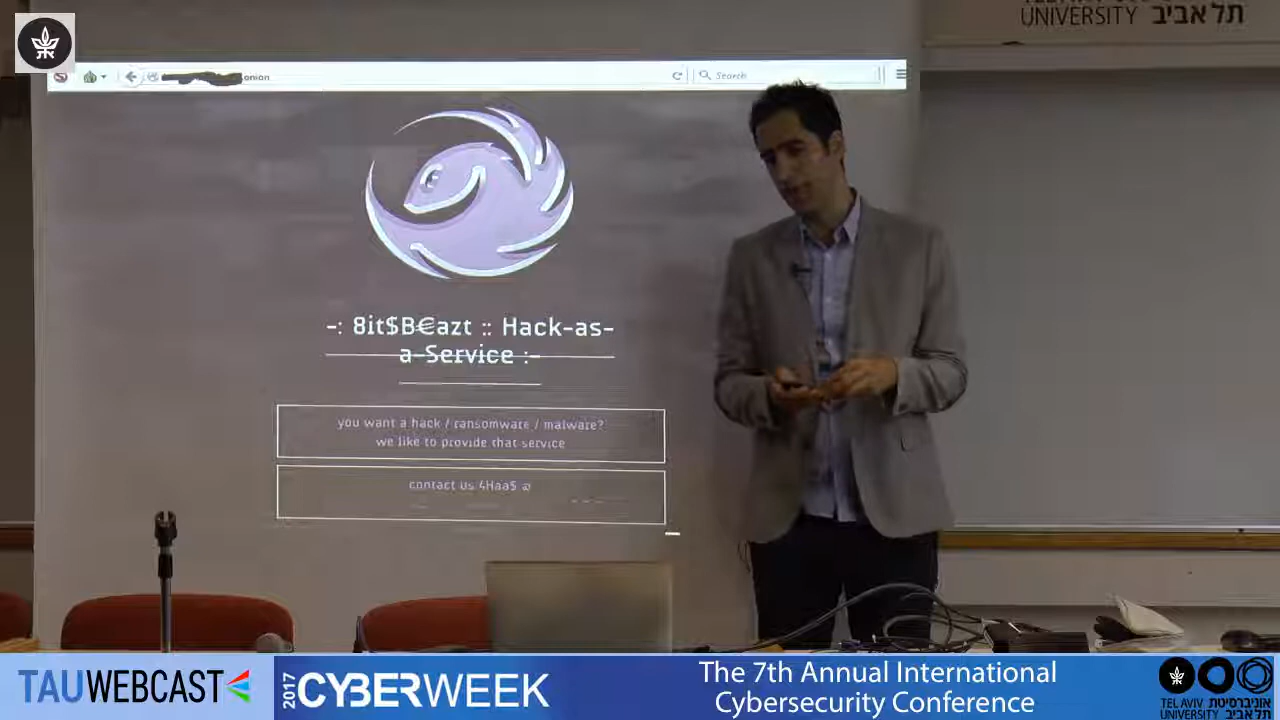 UNIVERSITY תל אביב
.onion
Search
-: 8it$B€azt :: Hack-as-
a-Service :-
you want a hack / ransomware / malware?
we like to provide that service
contact us 4Haa$ @
TAUWEBCAST
2017 CYBERWEEK
The 7th Annual International
Cybersecurity Conference
TEL AVIV אוניברסיטת
UNIVERSITY תל אביב